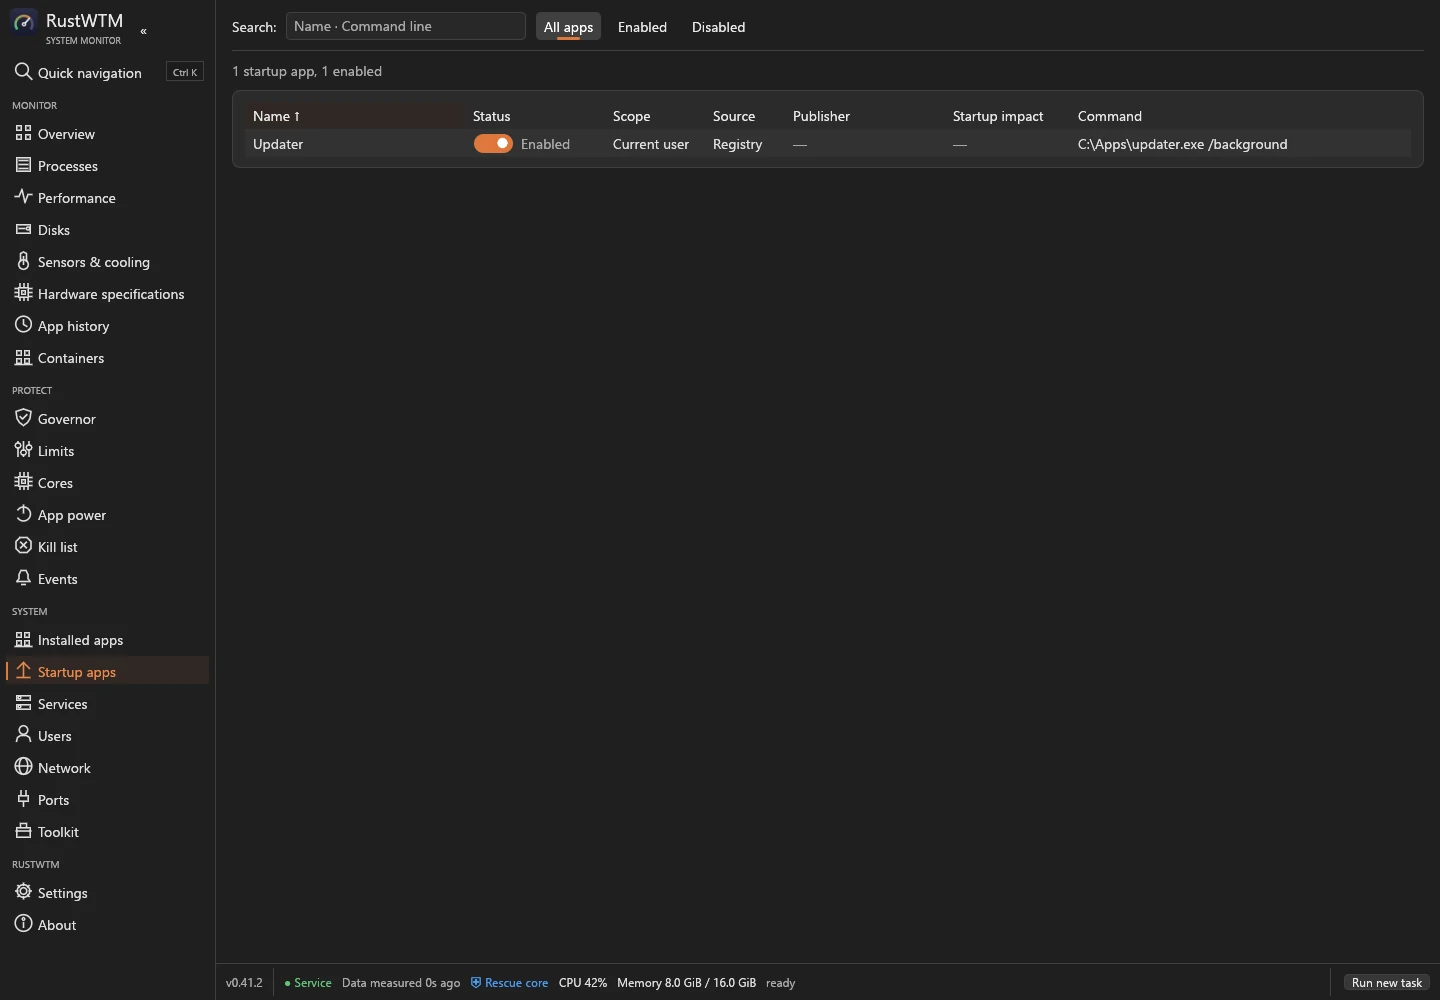 RustWTM
SYSTEM MONITOR
«
Quick navigation Ctrl K
MONITOR
Overview
Processes
Performance
Disks
Sensors & cooling
Hardware specifications
App history
Containers
PROTECT
Governor
Limits
Cores
App power
Kill list
Events
SYSTEM
Installed apps
Startup apps
Services
Users
Network
Ports
Toolkit
RUSTWTM
Settings
About
Search: Name · Command line All apps Enabled Disabled
1 startup app, 1 enabled
Name ↑ Status Scope Source Publisher Startup impact Command
Updater Enabled Current user Registry — — C:\Apps\updater.exe /background
v0.41.2 ● Service Data measured 0s ago Rescue core CPU 42% Memory 8.0 GiB / 16.0 GiB ready Run new task